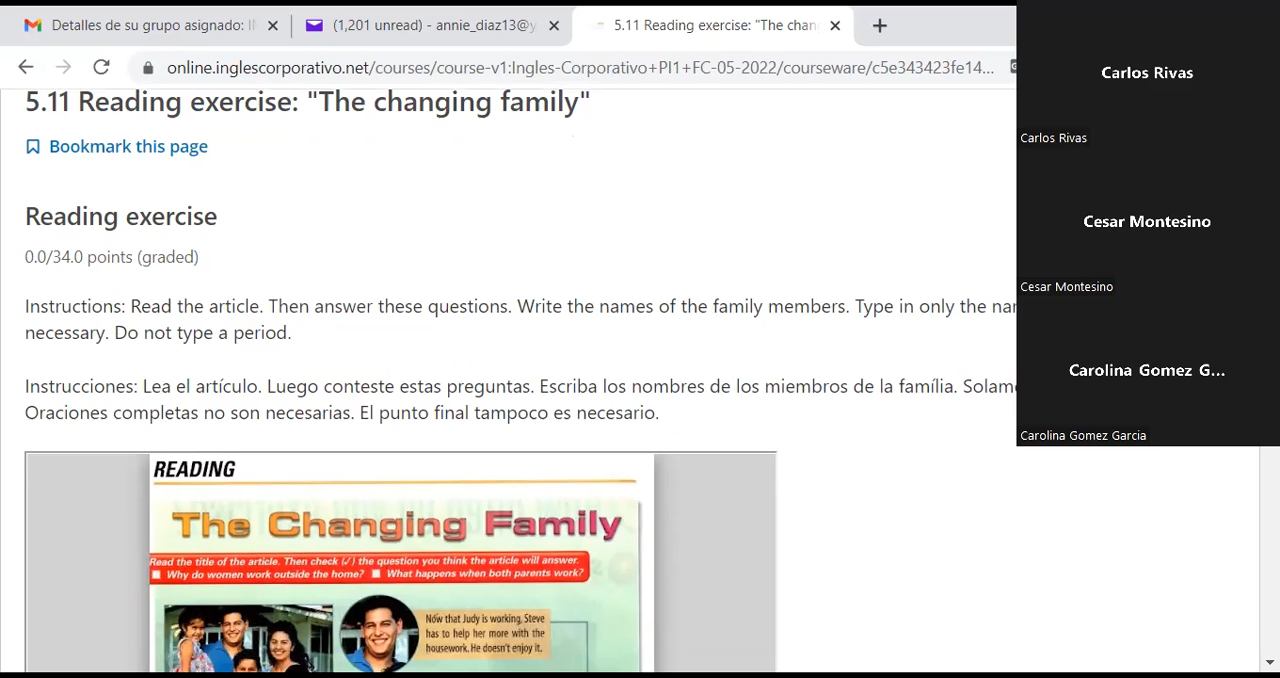 Detalles de su grupo asignado: I
(1,201 unread) - annie_diaz13@y
5.11 Reading exercise: "The chan
online.inglescorporativo.net/courses/course-v1:Ingles-Corporativo+PI1+FC-05-2022/courseware/c5e343423fe14...
5.11 Reading exercise: "The changing family"
Bookmark this page
Reading exercise
0.0/34.0 points (graded)
Instructions: Read the article. Then answer these questions. Write the names of the family members. Type in only the nam
necessary. Do not type a period.
Instrucciones: Lea el artículo. Luego conteste estas preguntas. Escriba los nombres de los miembros de la família. Solam
Oraciones completas no son necesarias. El punto final tampoco es necesario.
READING
The Changing Family
Read the title of the article. Then check (✓) the question you think the article will answer.
Why do women work outside the home? What happens when both parents work?
Now that Judy is working, Steve
has to help her more with the
housework. He doesn't enjoy it.
Carlos Rivas
Carlos Rivas
Cesar Montesino
Cesar Montesino
Carolina Gomez G...
Carolina Gomez Garcia